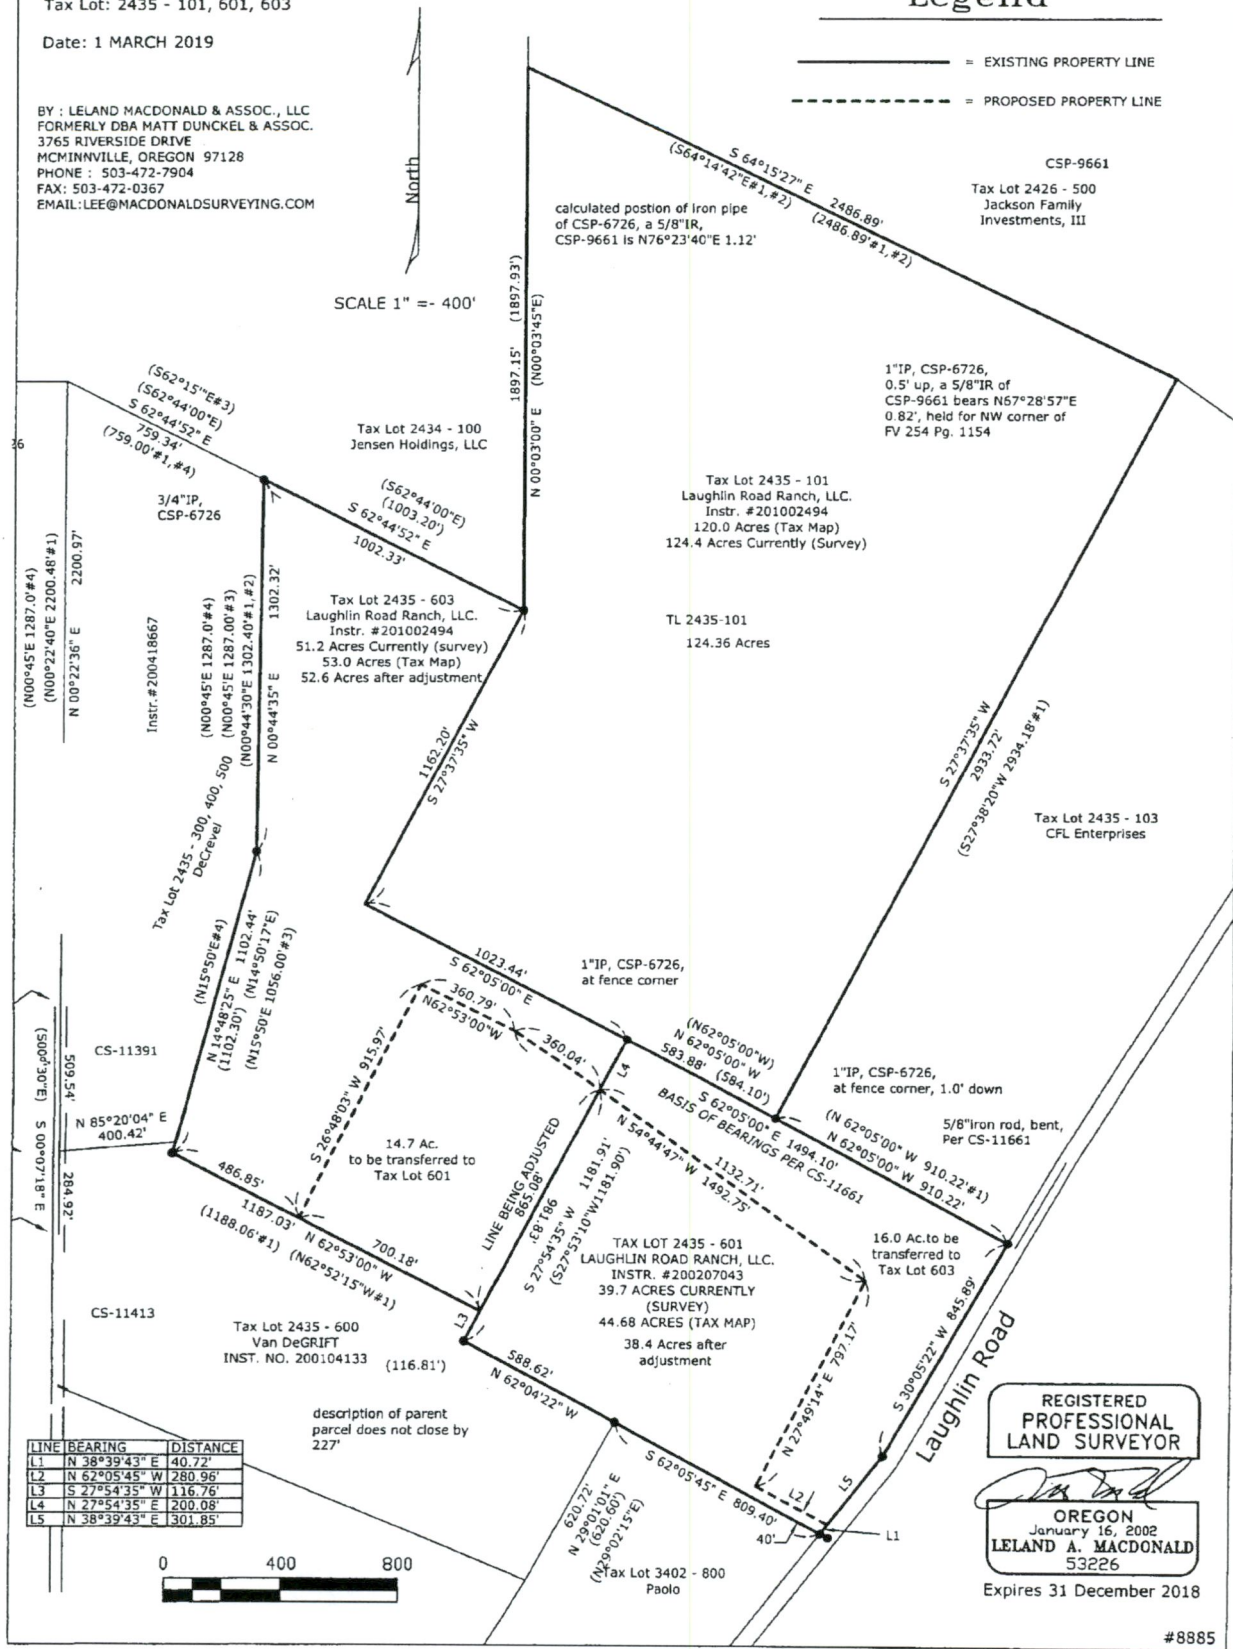 Tax Lot: 2435 - 101, 601, 603
Date: 1 MARCH 2019
BY : LELAND MACDONALD & ASSOC., LLC
FORMERLY DBA MATT DUNCKEL & ASSOC.
3765 RIVERSIDE DRIVE
MCMINNVILLE, OREGON 97128
PHONE : 503-472-7904
FAX: 503-472-0367
EMAIL:LEE@MACDONALDSURVEYING.COM
North
SCALE 1" =- 400'
Legend
= EXISTING PROPERTY LINE
= PROPOSED PROPERTY LINE
CSP-9661
Tax Lot 2426 - 500
Jackson Family
Investments, III
S 64°15'27" E 2486.89'
(S64°14'42"E#1,#2) (2486.89'#1,#2)
calculated postion of iron pipe
of CSP-6726, a 5/8"IR,
CSP-9661 is N76°23'40"E 1.12'
1897.15' (1897.93')
N 00°03'00" E (N00°03'45"E)
1"IP, CSP-6726,
0.5' up, a 5/8"IR of
CSP-9661 bears N67°28'57"E
0.82', held for NW corner of
FV 254 Pg. 1154
(S62°15'"E#3)
(S62°44'00"E)
S 62°44'52" E
759.34'
(759.00'#1,#4)
26
Tax Lot 2434 - 100
Jensen Holdings, LLC
3/4"IP,
CSP-6726
(S62°44'00"E)
(1003.20')
S 62°44'52" E
1002.33'
Tax Lot 2435 - 101
Laughlin Road Ranch, LLC.
Instr. #201002494
120.0 Acres (Tax Map)
124.4 Acres Currently (Survey)
TL 2435-101
124.36 Acres
(N00°45'E 1287.0'#4)
(N00°22'40"E 2200.48'#1)
N 00°22'36" E 2200.97'
Instr.#200418667
(N00°45'E 1287.0'#4)
(N00°45'E 1287.00'#3)
(N00°44'30"E 1302.40'#1,#2)
N 00°44'35" E 1302.32'
Tax Lot 2435 - 603
Laughlin Road Ranch, LLC.
Instr. #201002494
51.2 Acres Currently (survey)
53.0 Acres (Tax Map)
52.6 Acres after adjustment
1162.20'
S 27°37'35" W
S 27°37'35" W
2933.72'
(S27°38'20"W 2934.18'#1)
Tax Lot 2435 - 103
CFL Enterprises
Tax Lot 2435 - 300, 400, 500
DeCrevel
(N15°50'E#4)
N 14°48'25" E 1102.44'
(1102.30') (N14°50'17"E)
(N15°50'E 1056.00'#3)
1023.44'
S 62°05'00" E
1"IP, CSP-6726,
at fence corner
360.79'
N62°53'00"W
360.04'
L4
(N62°05'00"W)
N 62°05'00" W
583.88' (584.10')
S 62°05'00" E 1494.10'
BASIS OF BEARINGS PER CS-11661
1"IP, CSP-6726,
at fence corner, 1.0' down
(N 62°05'00" W 910.22'#1)
N 62°05'00" W 910.22'
5/8"iron rod, bent,
Per CS-11661
CS-11391
(S00°30"E) S 00°07'18" E
509.54'
284.92'
N 85°20'04" E
400.42'
S 26°48'03" W 915.97'
14.7 Ac.
to be transferred to
Tax Lot 601
LINE BEING ADJUSTED
865.08'
981.83'
S 27°54'35" W 1181.91'
(S27°53'10"W1181.90')
N 54°44'47" W 1492.75'
1132.71'
486.85'
1187.03' N 62°53'00" W
(1188.06'#1) (N62°52'15"W#1)
700.18'
TAX LOT 2435 - 601
LAUGHLIN ROAD RANCH, LLC.
INSTR. #200207043
39.7 ACRES CURRENTLY
(SURVEY)
44.68 ACRES (TAX MAP)
38.4 Acres after
adjustment
16.0 Ac.to be
transferred to
Tax Lot 603
CS-11413
Tax Lot 2435 - 600
Van DeGRIFT
INST. NO. 200104133
L3
(116.81')
588.62'
N 62°04'22" W
N 27°49'14" E 797.17'
S 30°05'22" W 845.89'
Laughlin Road
description of parent
parcel does not close by
227'
S 62°05'45" E 809.40'
L2
L5
40'
L1
620.72'
N 29°01'01" E
(620.60')
(N29°02'15"E)
Tax Lot 3402 - 800
Paolo
LINE BEARING DISTANCE
L1 N 38°39'43" E 40.72'
L2 N 62°05'45" W 280.96'
L3 S 27°54'35" W 116.76'
L4 N 27°54'35" E 200.08'
L5 N 38°39'43" E 301.85'
0 400 800
REGISTERED
PROFESSIONAL
LAND SURVEYOR
OREGON
January 16, 2002
LELAND A. MACDONALD
53226
Expires 31 December 2018
#8885